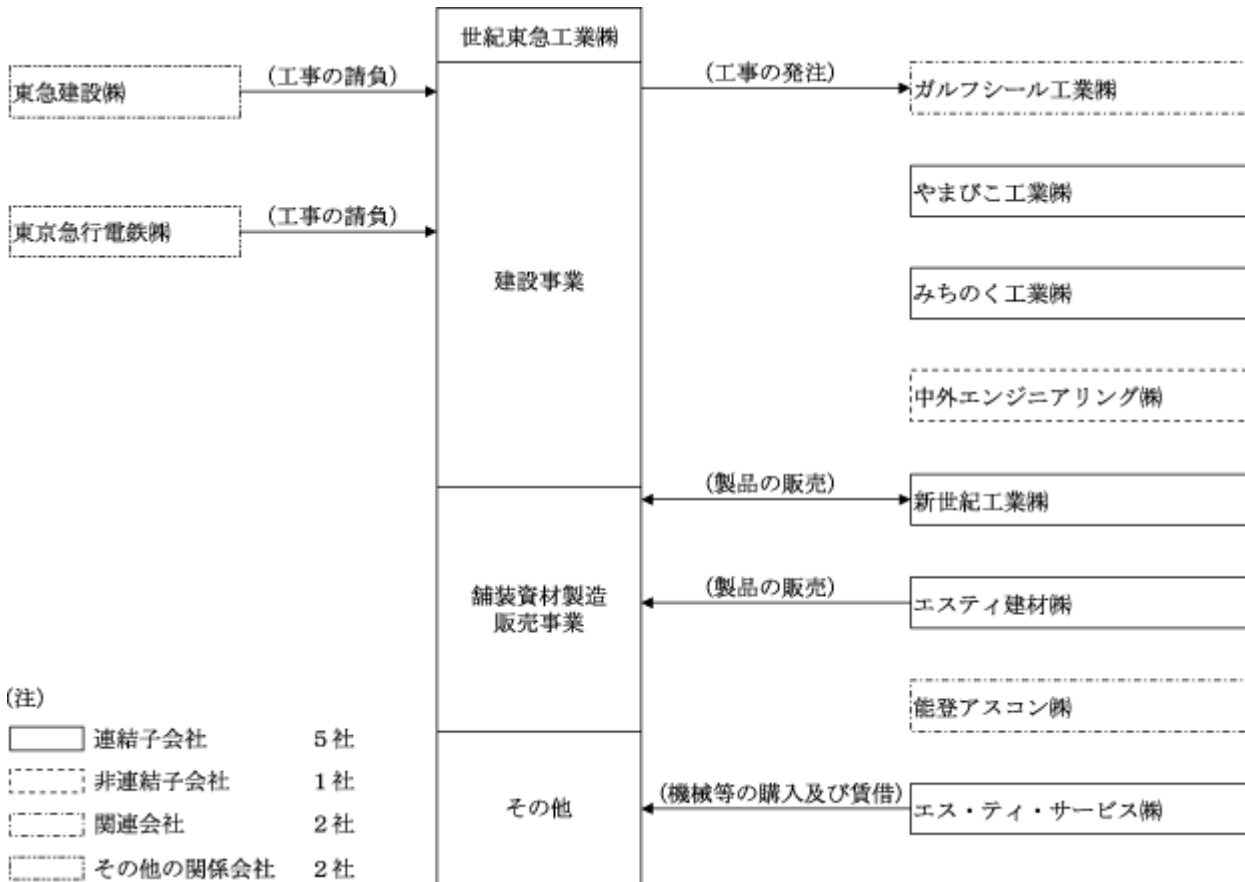 世紀東急工業㈱
東急建設㈱
(工事の請負)
(工事の発注)
ガルフシール工業㈱
やまびこ工業㈱
東京急行電鉄㈱
(工事の請負)
建設事業
みちのく工業㈱
中外エンジニアリング㈱
(製品の販売)
新世紀工業㈱
舗装資材製造
販売事業
(製品の販売)
エスティ建材㈱
能登アスコン㈱
その他
(機械等の購入及び賃借)
エス・ティ・サービス㈱
(注)
連結子会社 5社
非連結子会社 1社
関連会社 2社
その他の関係会社 2社